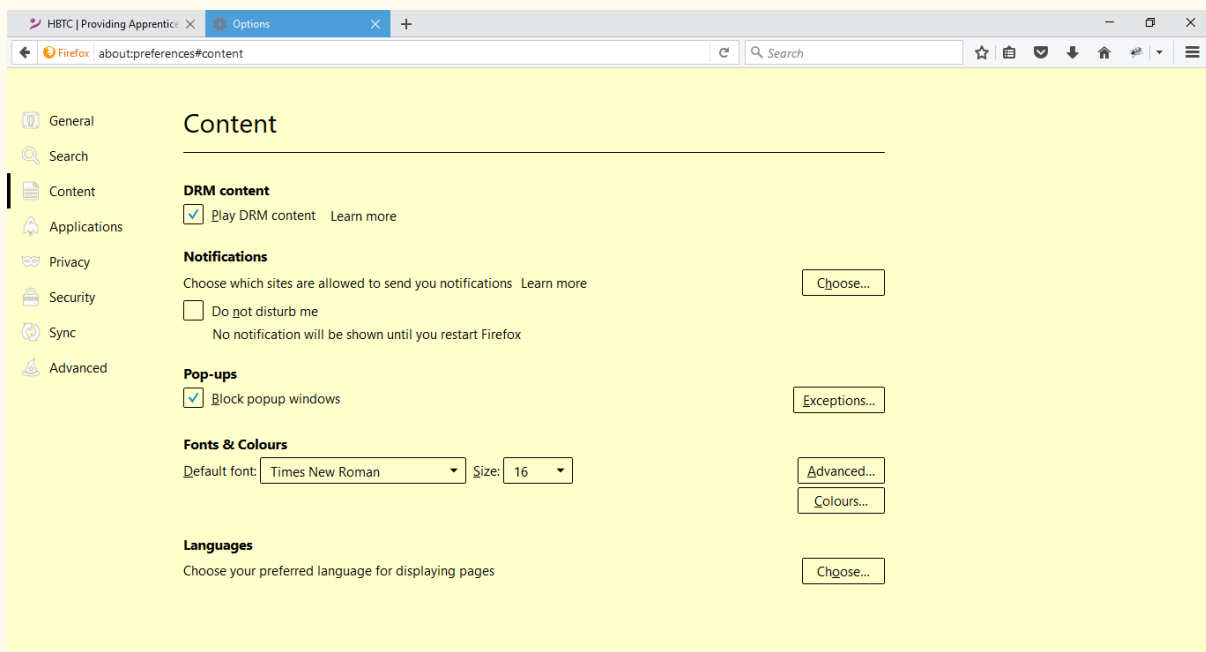 HBTC | Providing Apprentice
Options
Firefox about:preferences#content
Search
General
Search
Content
Applications
Privacy
Security
Sync
Advanced
Content
DRM content
Play DRM content Learn more
Notifications
Choose which sites are allowed to send you notifications Learn more
Choose...
Do not disturb me
No notification will be shown until you restart Firefox
Pop-ups
Block popup windows
Exceptions...
Fonts & Colours
Default font: Times New Roman Size: 16
Advanced...
Colours...
Languages
Choose your preferred language for displaying pages
Choose...